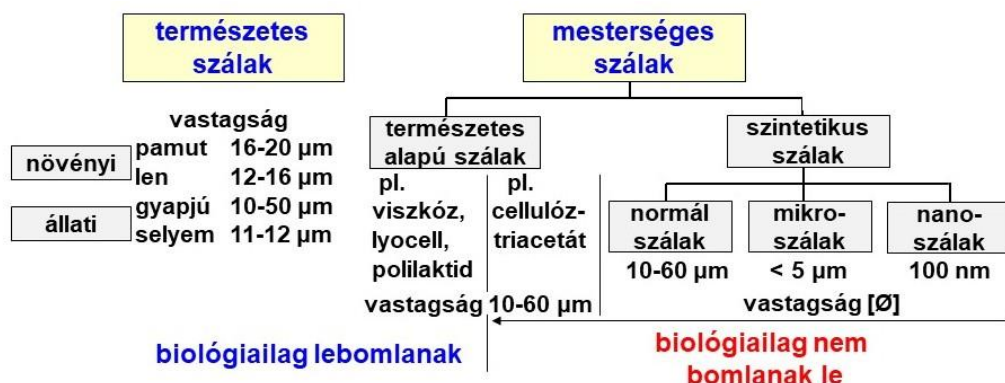 természetes
szálak
mesterséges
szálak
vastagság
növényi
pamut 16-20 µm
len 12-16 µm
állati
gyapjú 10-50 µm
selyem 11-12 µm
természetes
alapú szálak
pl.
viszkóz,
lyocell,
polilaktid
pl.
cellulóz-
triacetát
vastagság 10-60 µm
szintetikus
szálak
normál
szálak
10-60 µm
mikro-
szálak
< 5 µm
nano-
szálak
100 nm
vastagság [Ø]
biológiailag lebomlanak
biológiailag nem
bomlanak le